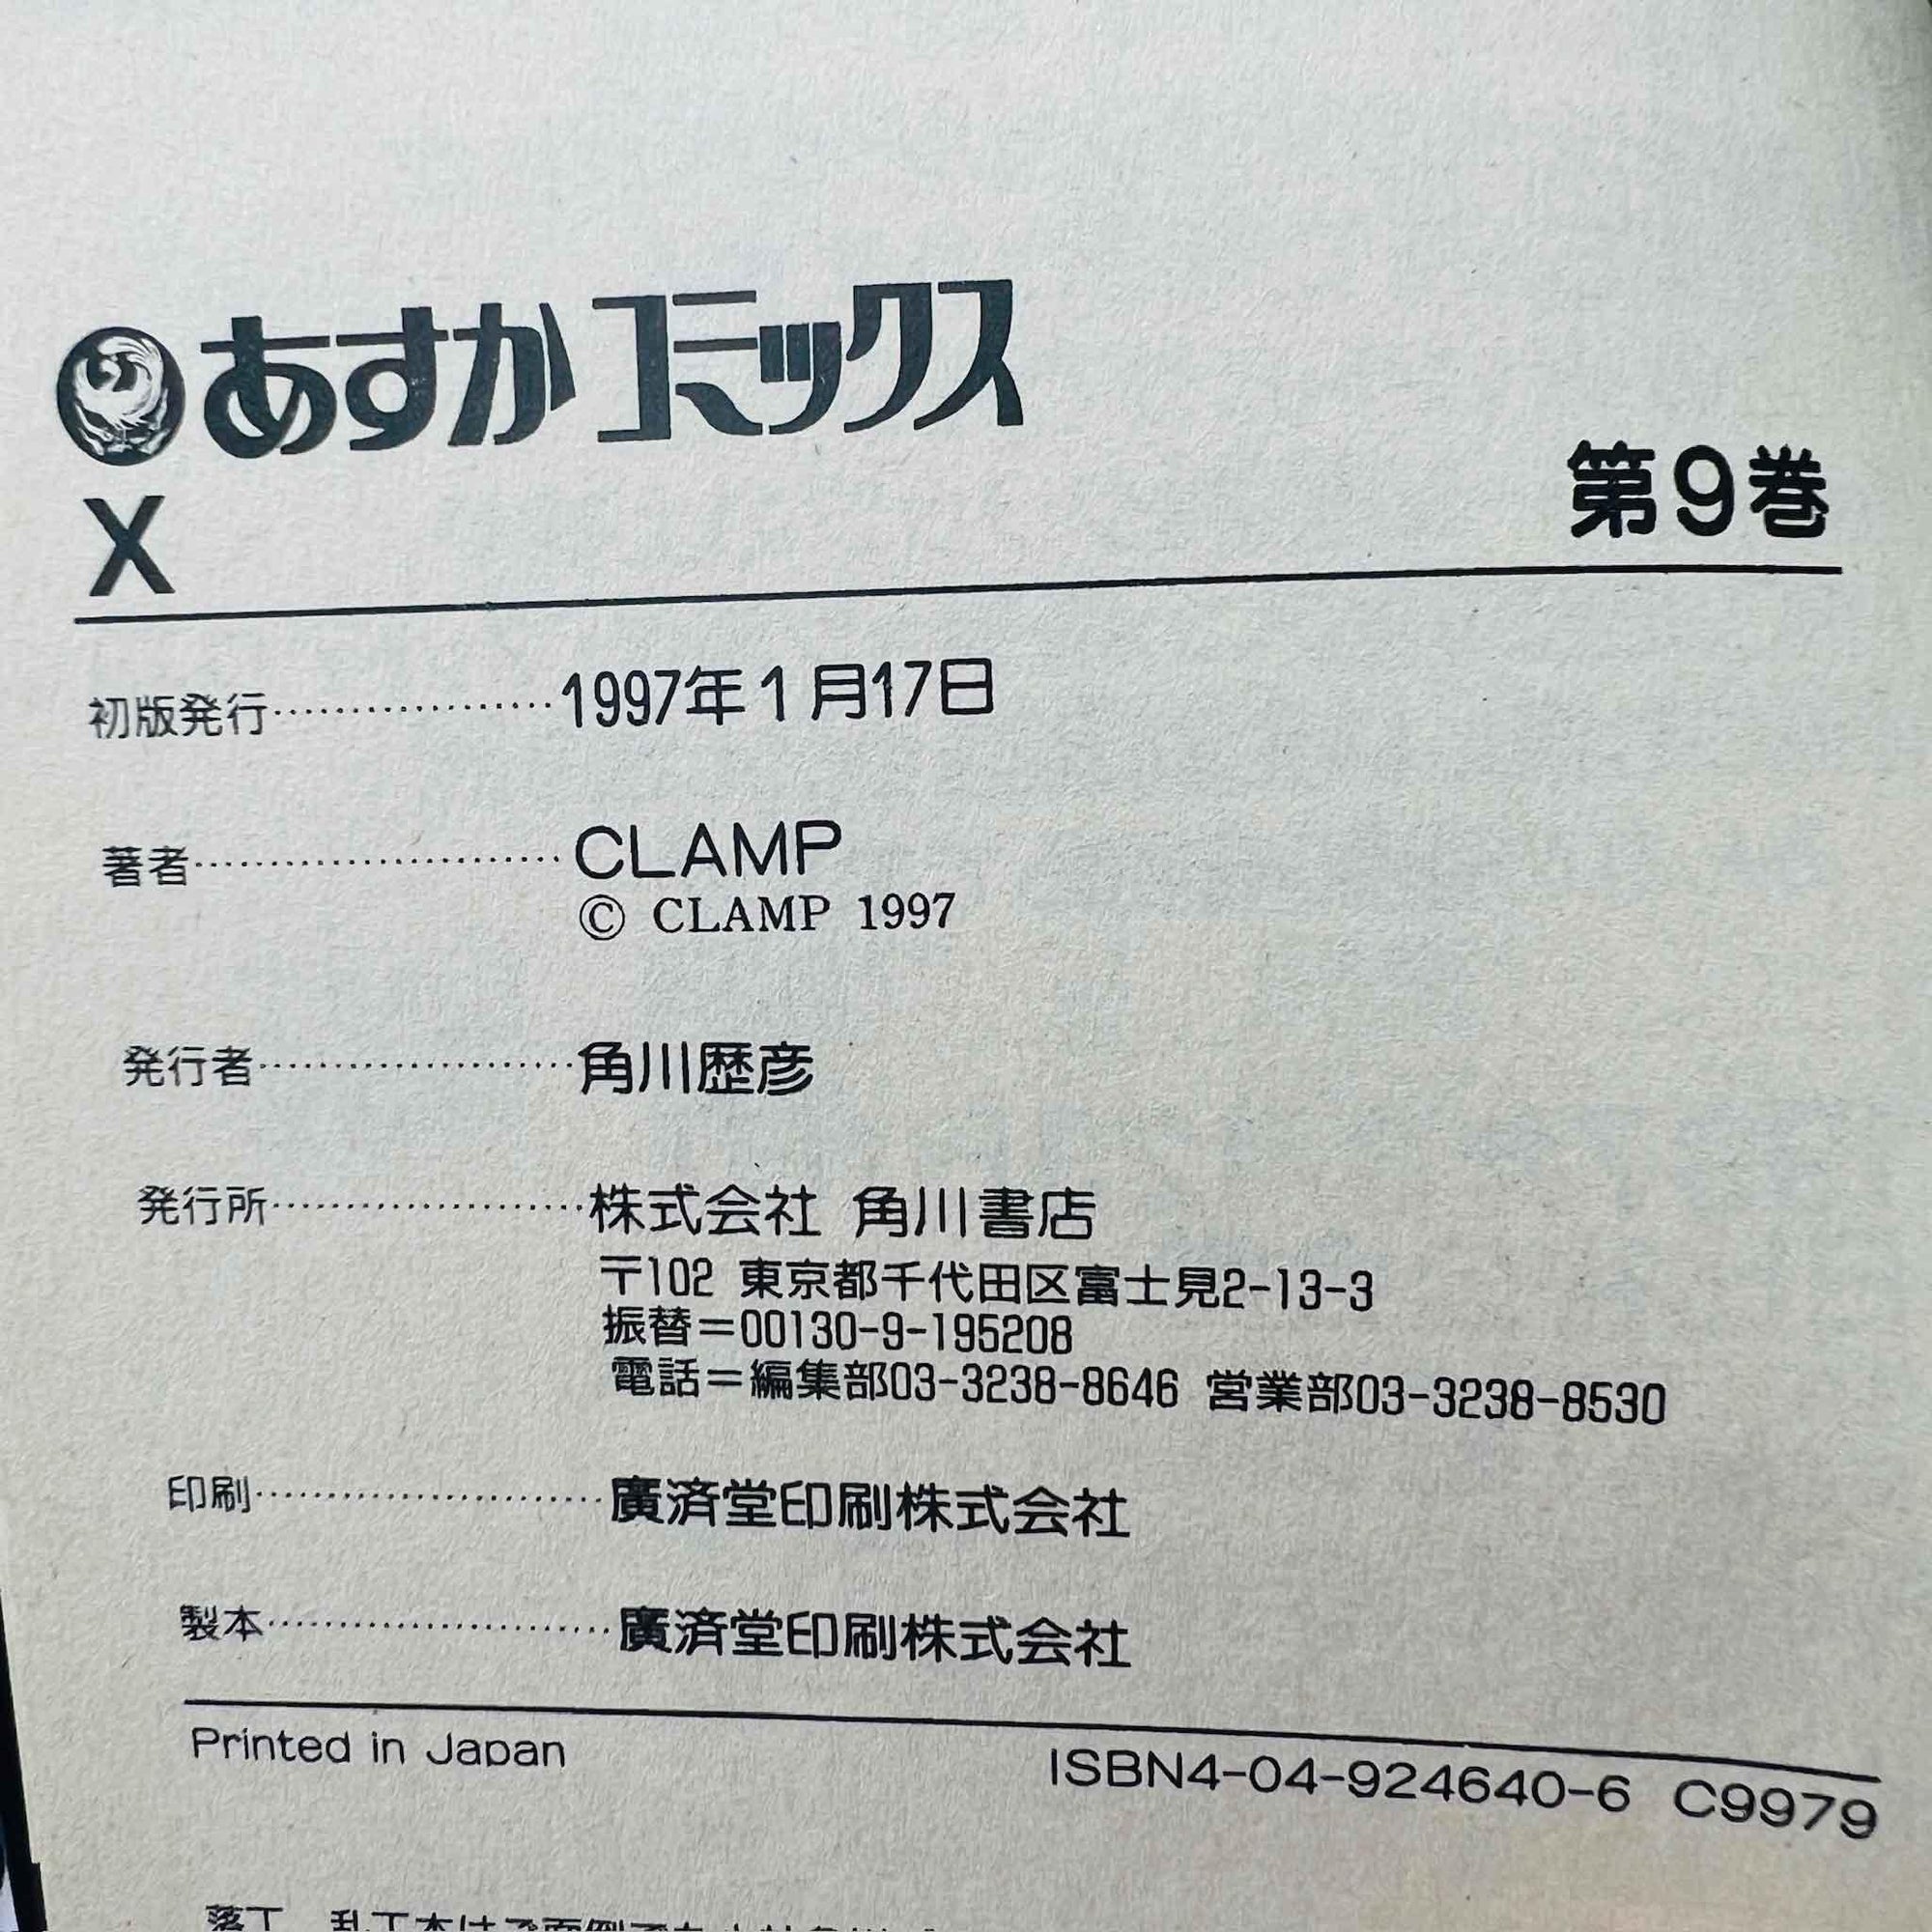 あすかコミックス
X 第9巻
初版発行 1997年1月17日
著者 CLAMP
© CLAMP 1997
発行者 角川歴彦
発行所 株式会社 角川書店
〒102 東京都千代田区富士見2-13-3
振替=00130-9-195208
電話=編集部03-3238-8646 営業部03-3238-8530
印刷 廣済堂印刷株式会社
製本 廣済堂印刷株式会社
Printed in Japan ISBN4-04-924640-6 C9979